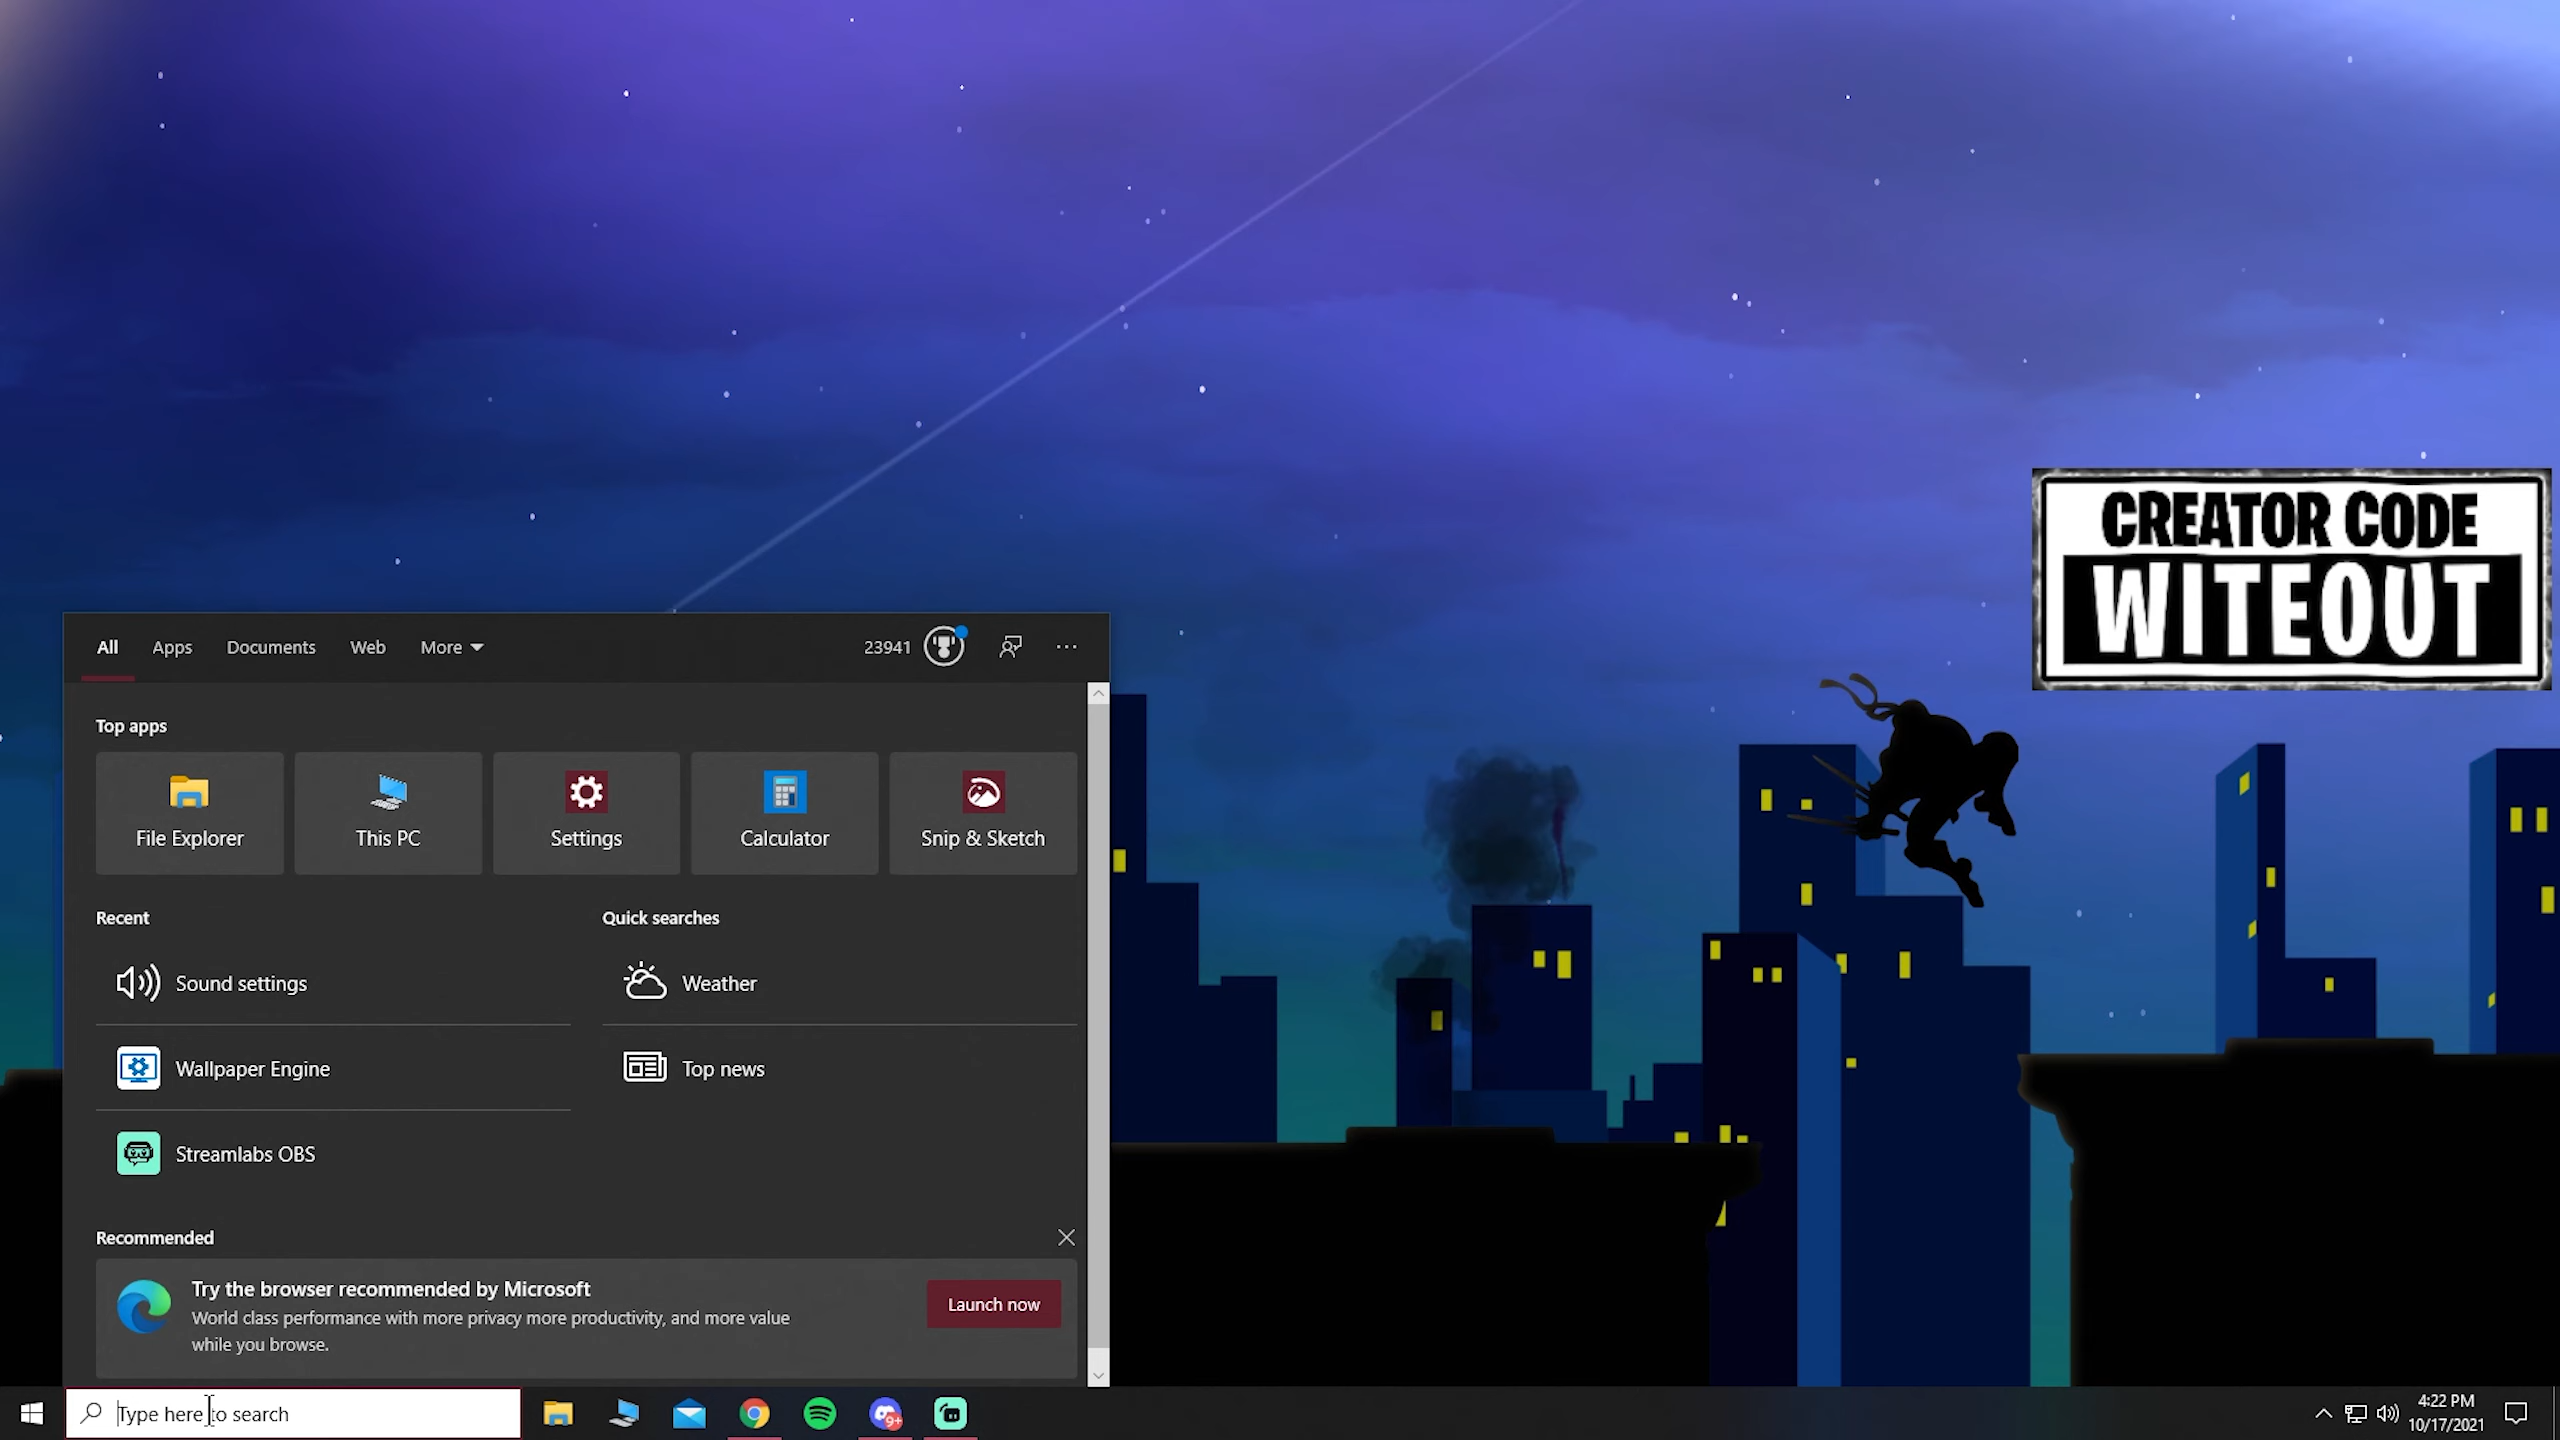 CREATOR CODE
WITEOUT
All Apps Documents Web More 23941
Top apps
File Explorer This PC Settings Calculator Snip & Sketch
Recent Quick searches
Sound settings Weather
Wallpaper Engine Top news
Streamlabs OBS
Recommended
Try the browser recommended by Microsoft
World class performance with more privacy more productivity, and more value
while you browse.
Launch now
Type here to search
9+
4:22 PM
10/17/2021